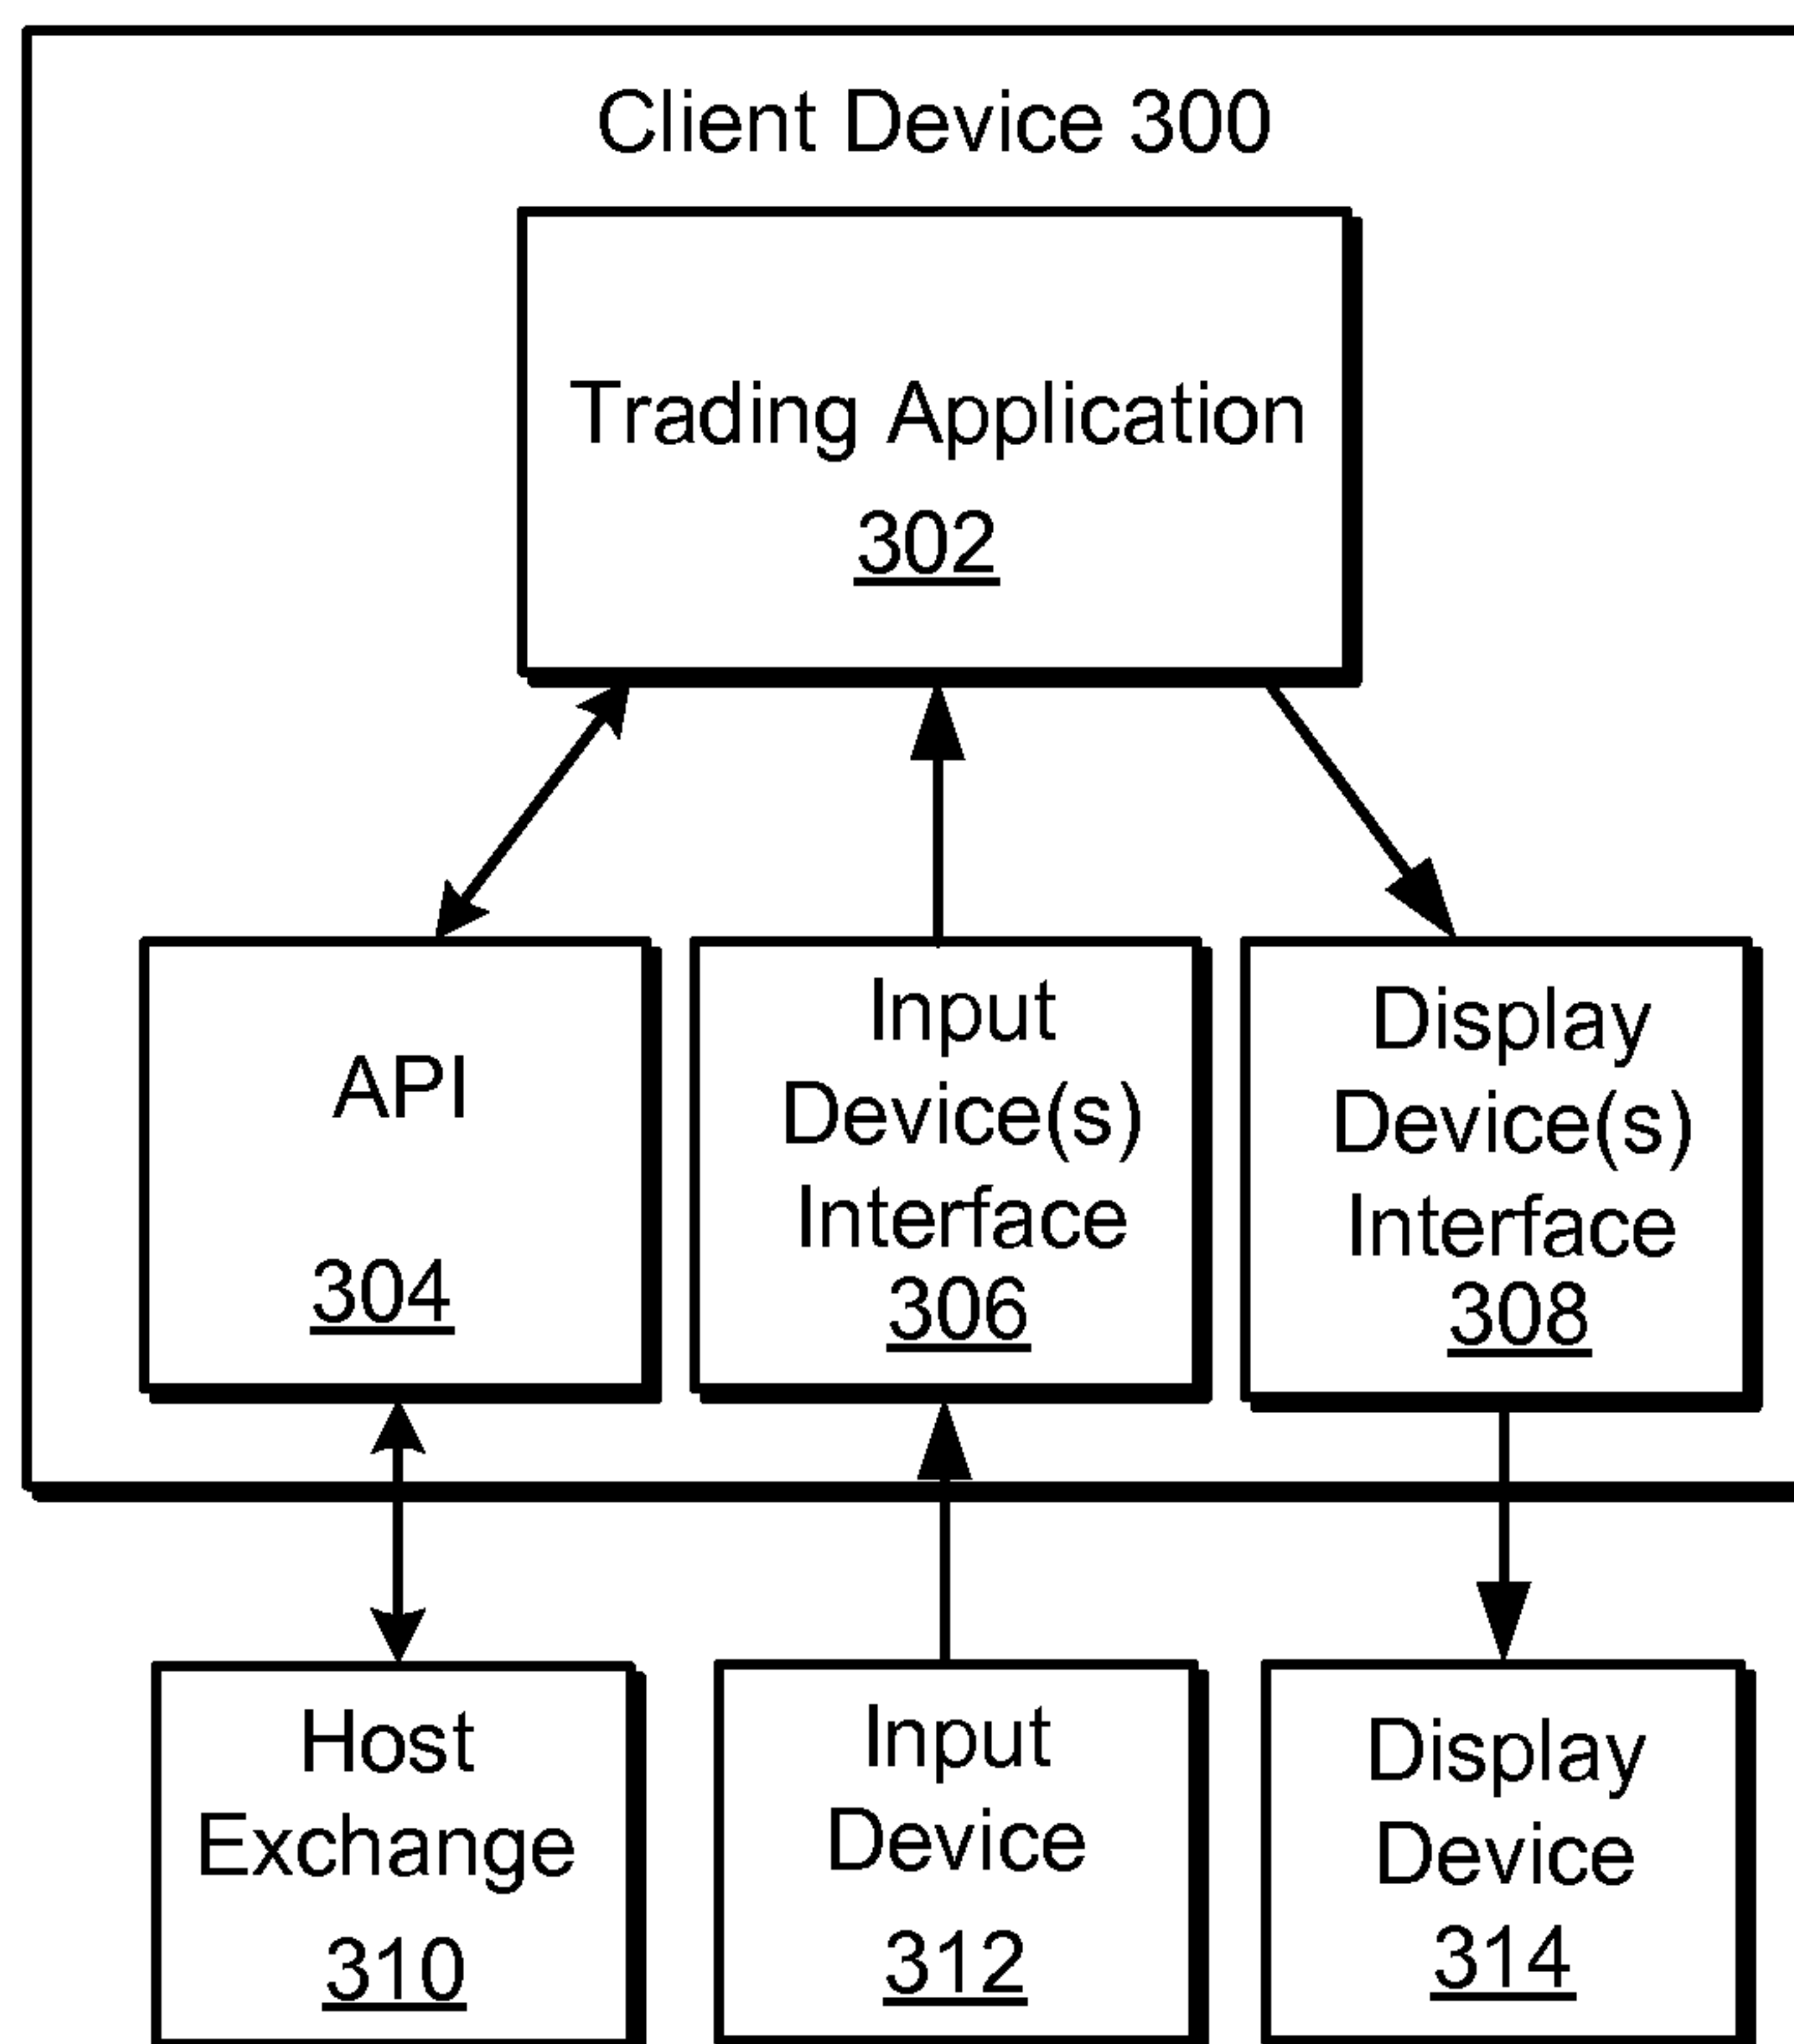 Client Device 300
Trading Application
302
API
304
Input
Device(s)
Interface
306
Display
Device(s)
Interface
308
Host
Exchange
310
Input
Device
312
Display
Device
314